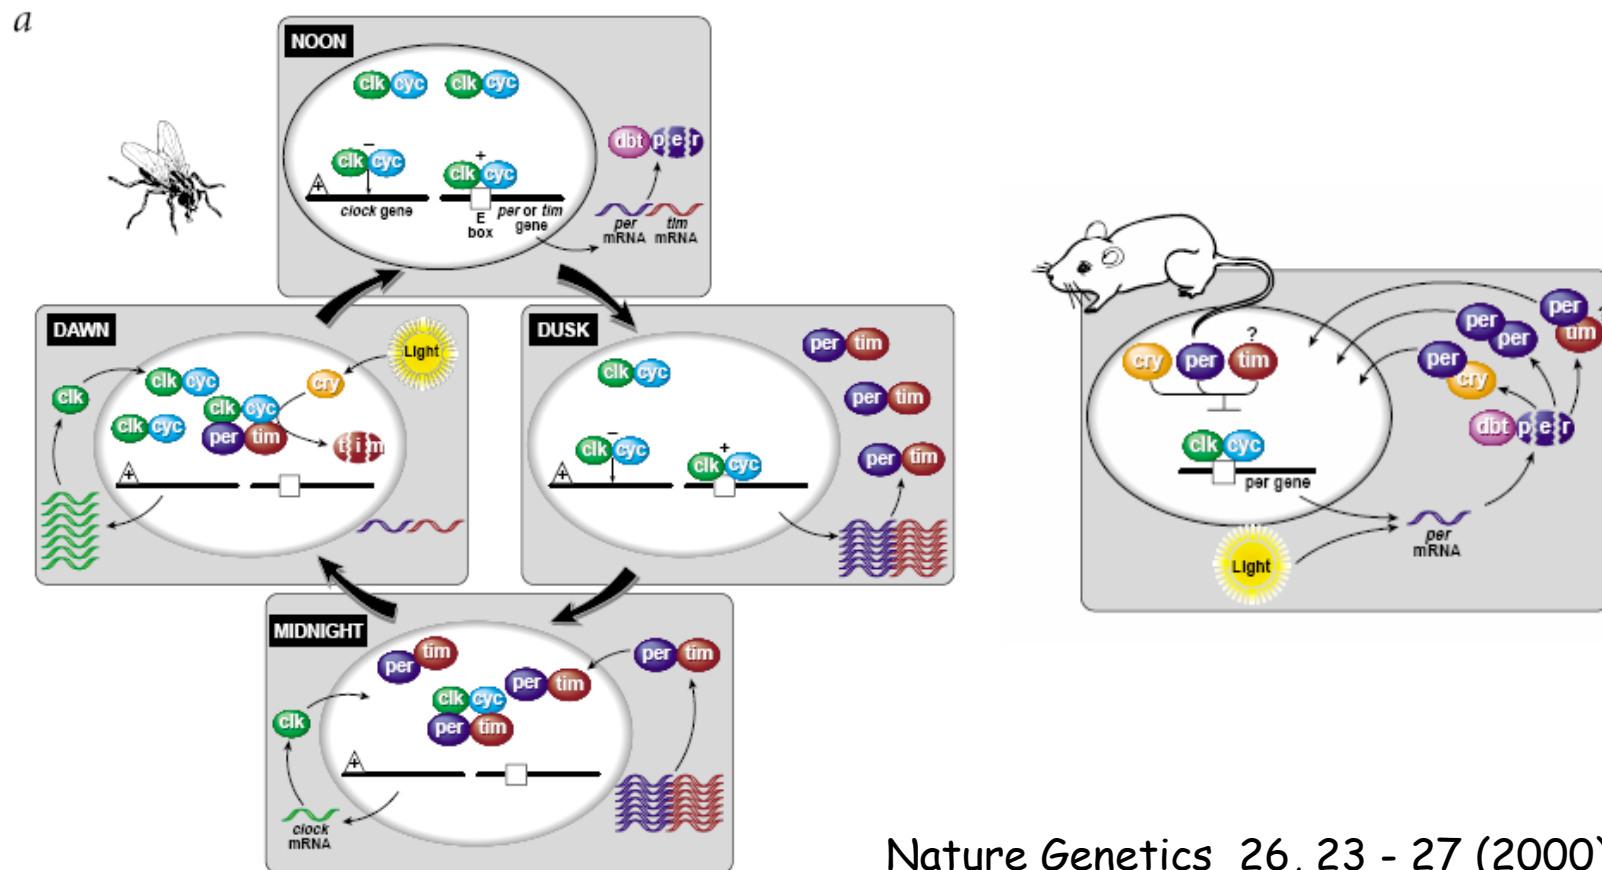 a
NOON
clk cyc clk cyc
−
clk cyc
+
clock gene
+
clk cyc
E
box
per or tim
gene
dbt p e r
per
mRNA
tim
mRNA
DAWN
Light
clk
clk cyc
cry
clk cyc
clk cyc
per tim
t i m
+
DUSK
per tim
clk cyc
per tim
−
clk cyc
+
+
clk cyc
per tim
MIDNIGHT
per tim
per tim
per tim
clk cyc
per tim
clk
+
clock
mRNA
?
cry per tim
clk cyc
per gene
Light
per
mRNA
per tim
per per
per cry
dbt p e r
Nature Genetics 26, 23 - 27 (2000)